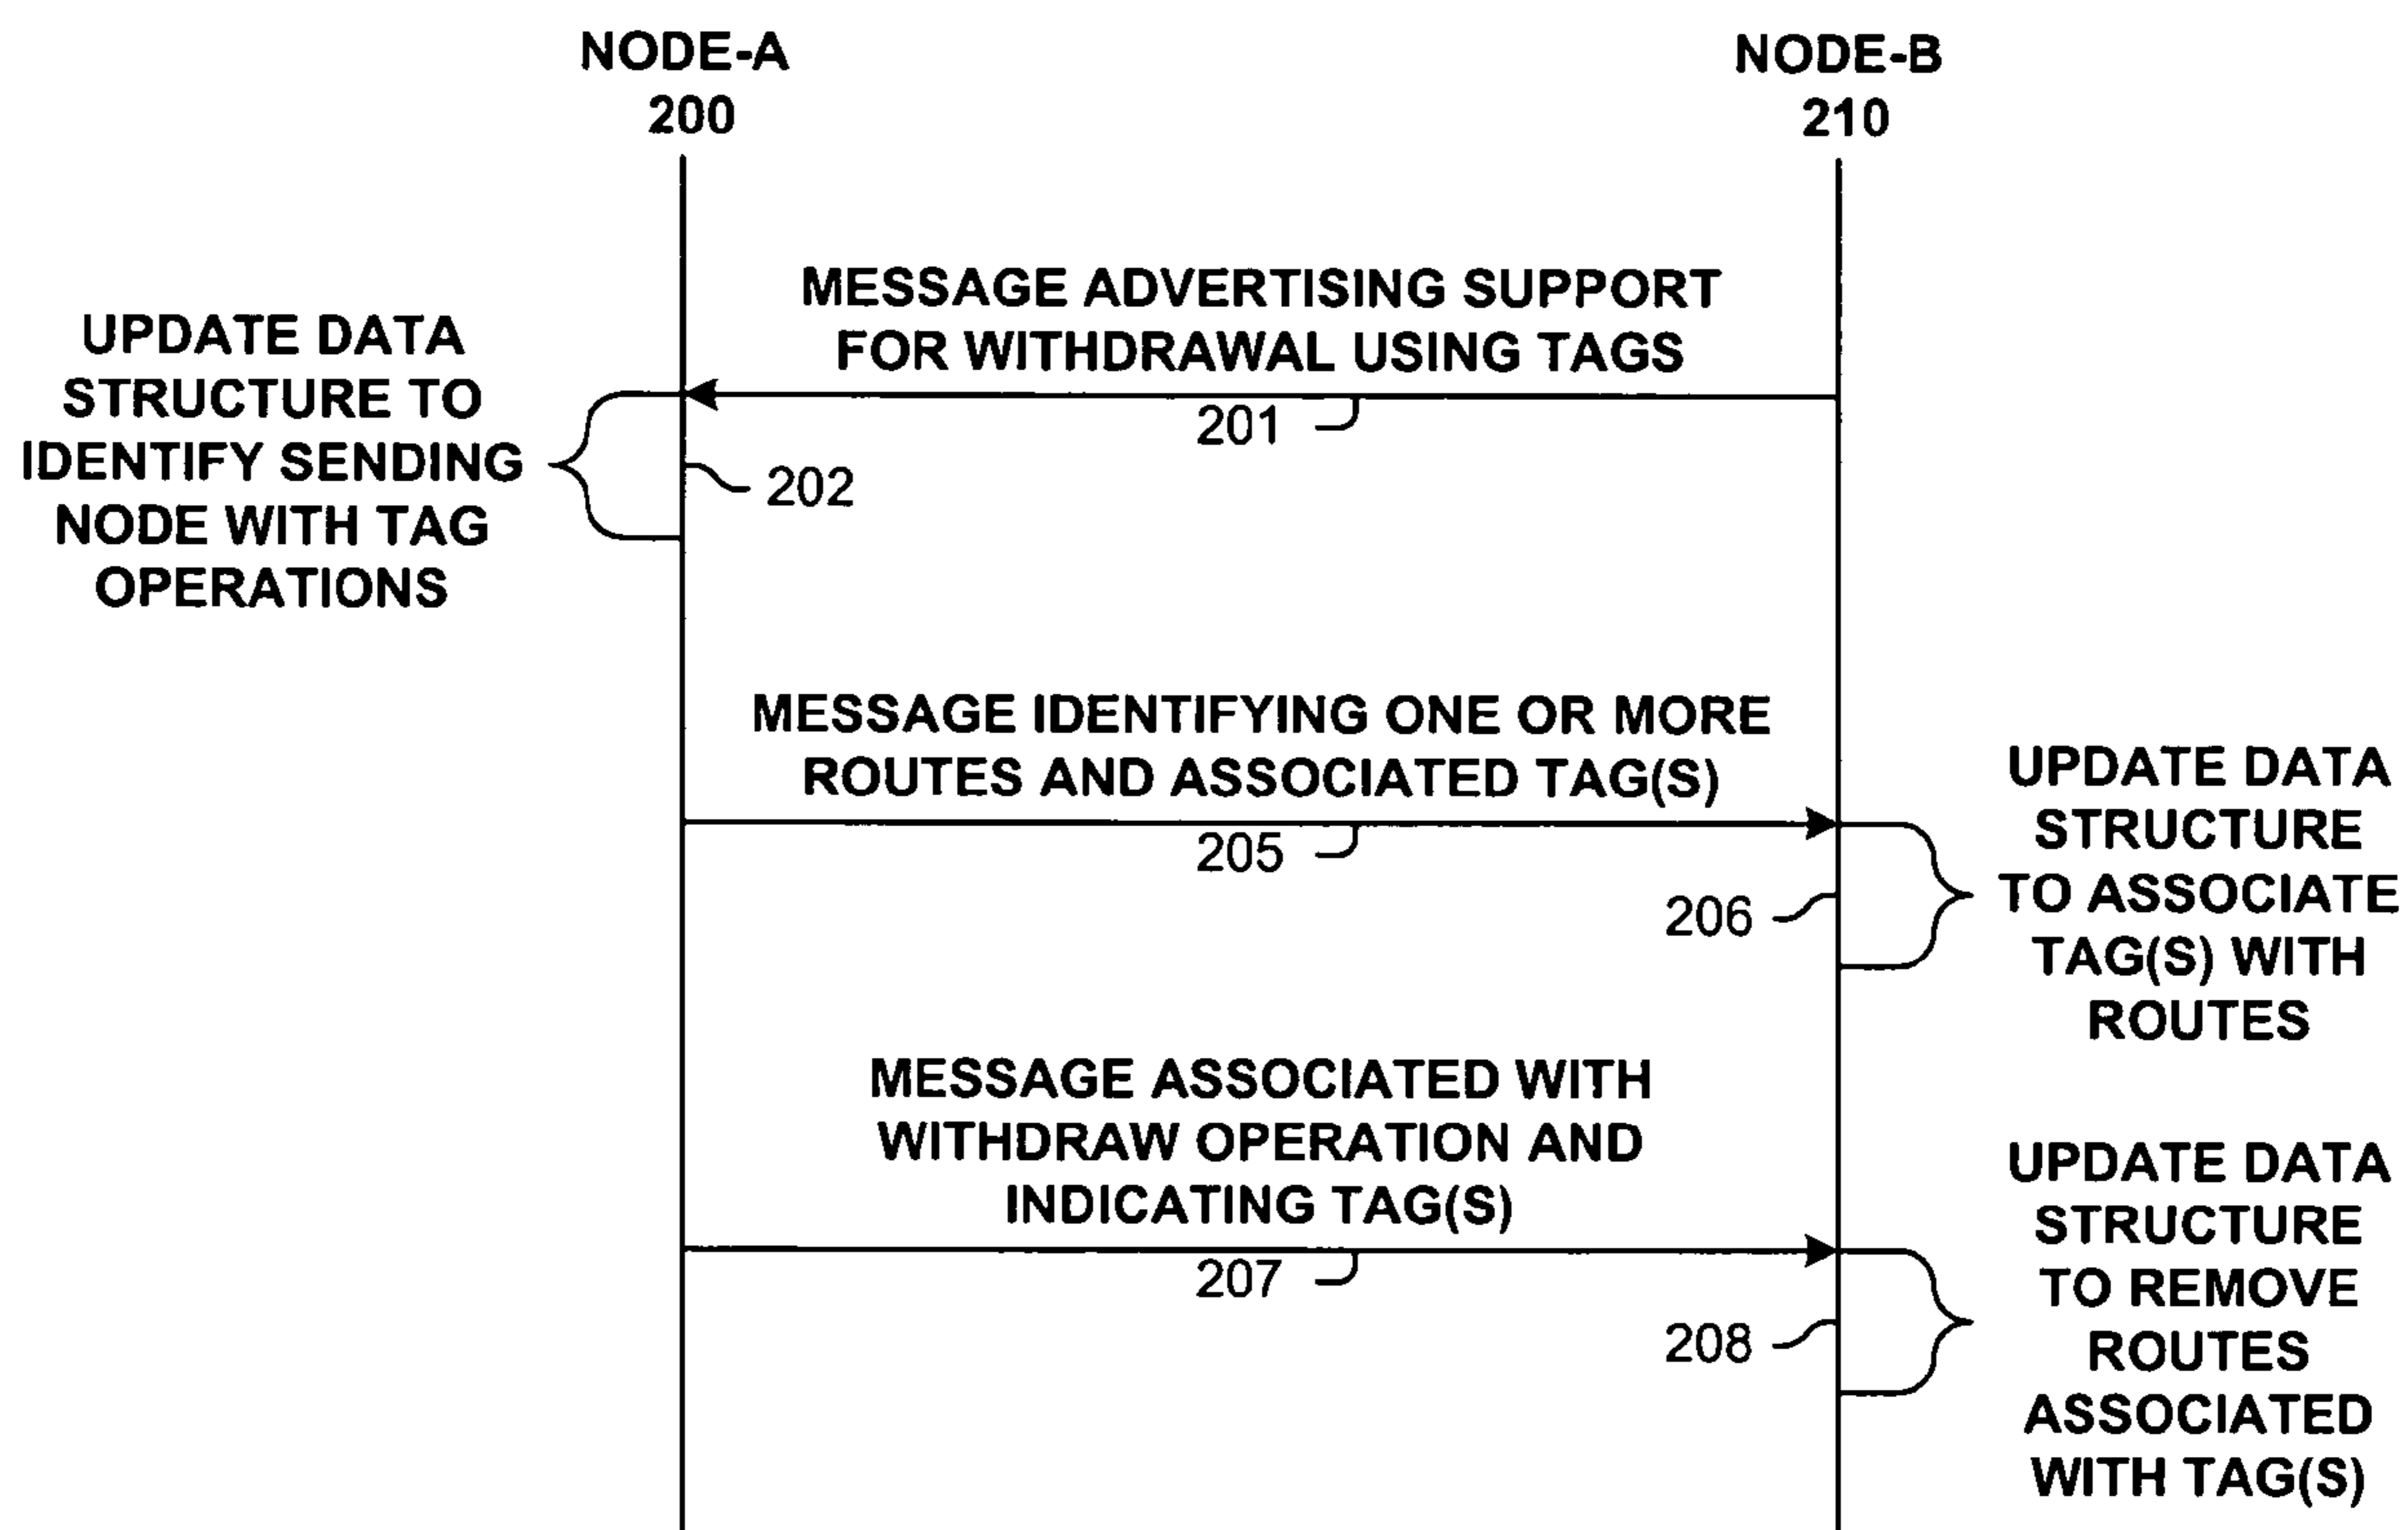 NODE-A
200
NODE-B
210
MESSAGE ADVERTISING SUPPORT
FOR WITHDRAWAL USING TAGS
201
UPDATE DATA
STRUCTURE TO
IDENTIFY SENDING
NODE WITH TAG
OPERATIONS
202
MESSAGE IDENTIFYING ONE OR MORE
ROUTES AND ASSOCIATED TAG(S)
205
UPDATE DATA
STRUCTURE
TO ASSOCIATE
TAG(S) WITH
ROUTES
206
MESSAGE ASSOCIATED WITH
WITHDRAW OPERATION AND
INDICATING TAG(S)
207
UPDATE DATA
STRUCTURE
TO REMOVE
ROUTES
ASSOCIATED
WITH TAG(S)
208